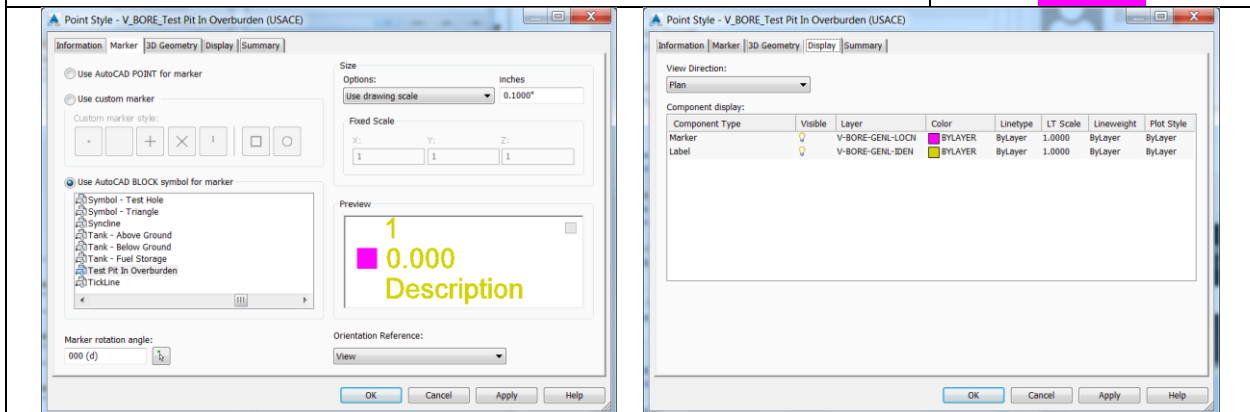 Point Style - V_BORE_Test Pit In Overburden (USACE)
Information Marker 3D Geometry Display Summary
Use AutoCAD POINT for marker
Use custom marker
Custom marker style:
Use AutoCAD BLOCK symbol for marker
Symbol - Test Hole
Symbol - Triangle
Syncline
Tank - Above Ground
Tank - Below Ground
Tank - Fuel Storage
Test Pit In Overburden
TickLine
Marker rotation angle:
000 (d)
Size
Options: inches
Use drawing scale 0.1000"
Fixed Scale
X: Y: Z:
1 1 1
Preview
1
0.000
Description
Orientation Reference:
View
OK Cancel Apply Help
Point Style - V_BORE_Test Pit In Overburden (USACE)
Information Marker 3D Geometry Display Summary
View Direction:
Plan
Component display:
Component Type Visible Layer Color Linetype LT Scale Lineweight Plot Style
Marker V-BORE-GENL-LOCN BYLAYER ByLayer 1.0000 ByLayer ByLayer
Label V-BORE-GENL-IDEN BYLAYER ByLayer 1.0000 ByLayer ByLayer
OK Cancel Apply Help